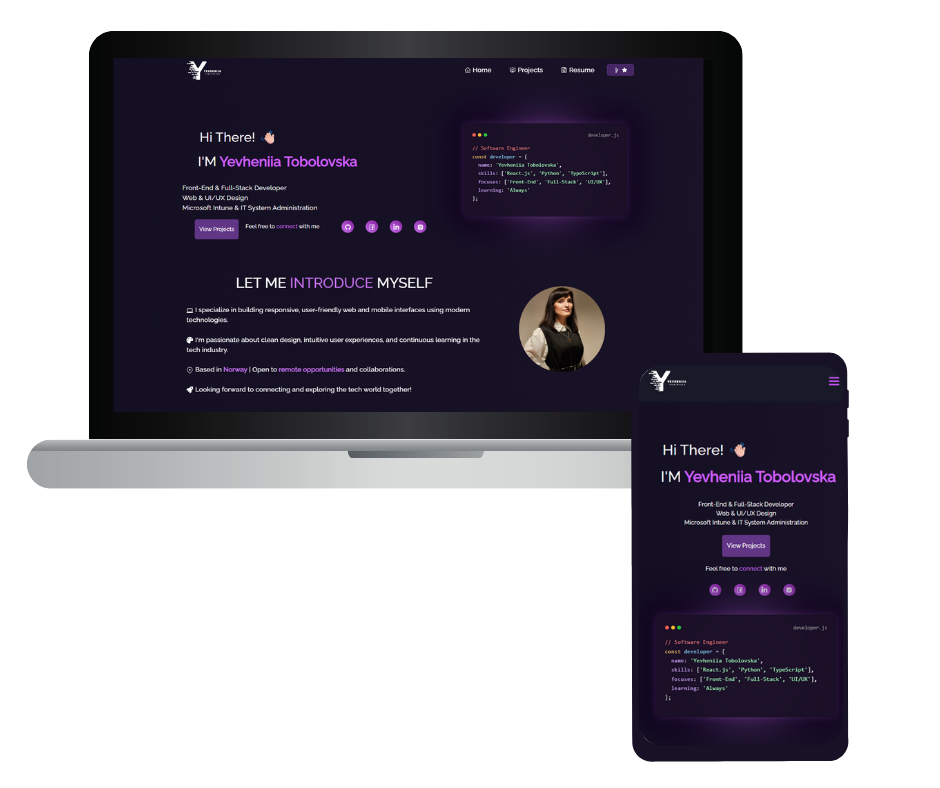 YEVHENIIA
Home Projects Resume
Hi There!
I'M Yevheniia Tobolovska
Front-End & Full-Stack Developer
Web & UI/UX Design
Microsoft Intune & IT System Administration
View Projects
Feel free to connect with me
developer.js
// Software Engineer
const developer = {
name: 'Yevheniia Tobolovska',
skills: ['React.js', 'Python', 'TypeScript'],
focuses: ['Front-End', 'Full-Stack', 'UI/UX'],
learning: 'Always'
};
LET ME INTRODUCE MYSELF
I specialize in building responsive, user-friendly web and mobile interfaces using modern
technologies.
I'm passionate about clean design, intuitive user experiences, and continuous learning in the
tech industry.
Based in Norway | Open to remote opportunities and collaborations.
Looking forward to connecting and exploring the tech world together!
YEVHENIIA
Hi There!
I'M Yevheniia Tobolovska
Front-End & Full-Stack Developer
Web & UI/UX Design
Microsoft Intune & IT System Administration
View Projects
Feel free to connect with me
developer.js
// Software Engineer
const developer = {
name: 'Yevheniia Tobolovska',
skills: ['React.js', 'Python', 'TypeScript'],
focuses: ['Front-End', 'Full-Stack', 'UI/UX'],
learning: 'Always'
};